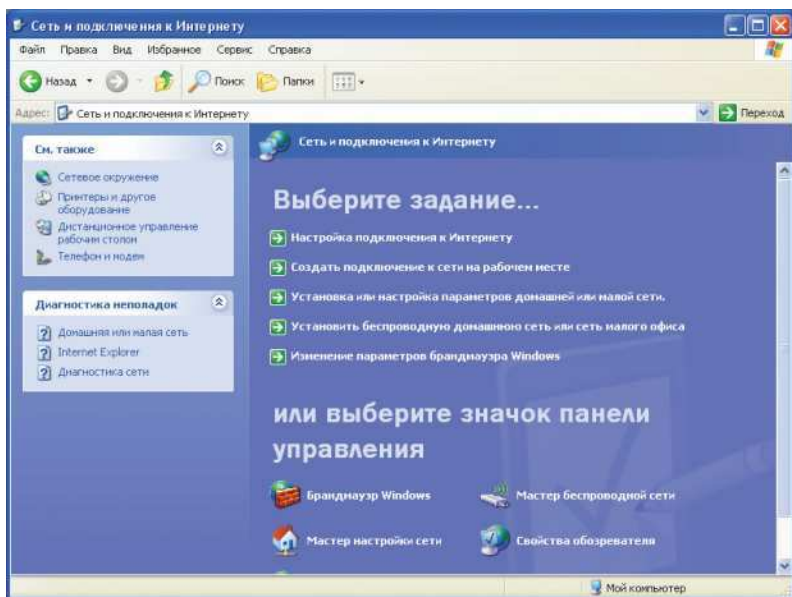 Сеть и подключения к Интернету
Файл Правка Вид Избранное Сервис Справка
Назад Поиск Папки
Адрес: Сеть и подключения к Интернету Переход
См. также
Сетевое окружение
Принтеры и другое
оборудование
Дистанционное управление
рабочим столом
Телефон и модем
Диагностика неполадок
Домашняя или малая сеть
Internet Explorer
Диагностика сети
Сеть и подключения к Интернету
Выберите задание...
Настройка подключения к Интернету
Создать подключение к сети на рабочем месте
Установка или настройка параметров домашней или малой сети.
Установить беспроводную домашнюю сеть или сеть малого офиса
Изменение параметров брандмауэра Windows
или выберите значок панели
управления
Брандмауэр Windows Мастер беспроводной сети
Мастер настройки сети Свойства обозревателя
Мой компьютер